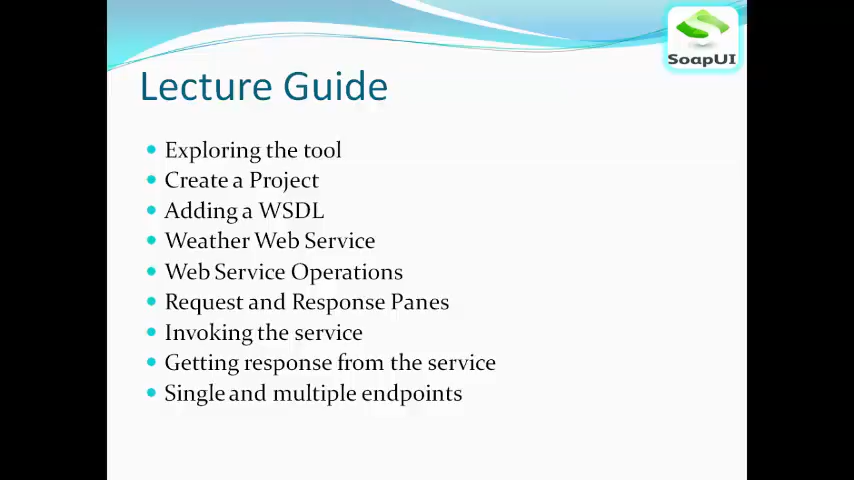 SoapUI
Lecture Guide
Exploring the tool
Create a Project
Adding a WSDL
Weather Web Service
Web Service Operations
Request and Response Panes
Invoking the service
Getting response from the service
Single and multiple endpoints